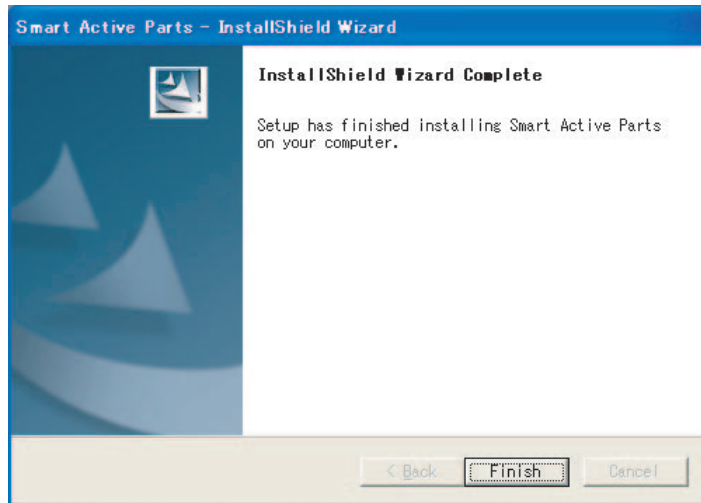 Smart Active Parts - InstallShield Wizard
InstallShield Wizard Complete
Setup has finished installing Smart Active Parts
on your computer.
< Back
Finish
Cancel